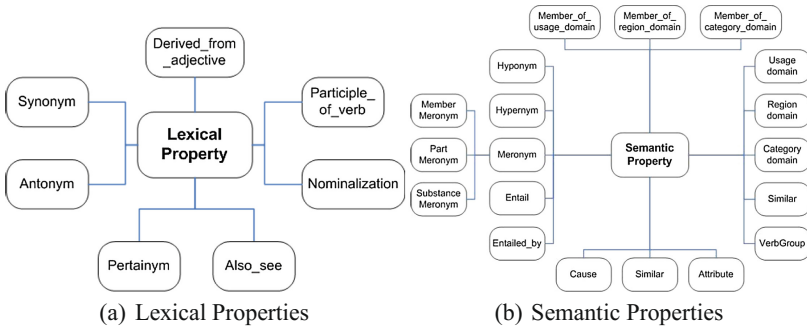 Derived_from
_adjective
Synonym
Participle_
of_verb
Lexical
Property
Antonym
Nominalization
Pertainym
Also_see
(a) Lexical Properties
Member_of_
usage_domain
Member_of_
region_domain
Member_of_
category_domain
Hyponym
Hypernym
Meronym
Entail
Entailed_by
Member
Meronym
Part
Meronym
Substance
Meronym
Semantic
Property
Usage
domain
Region
domain
Category
domain
Similar
VerbGroup
Cause
Similar
Attribute
(b) Semantic Properties